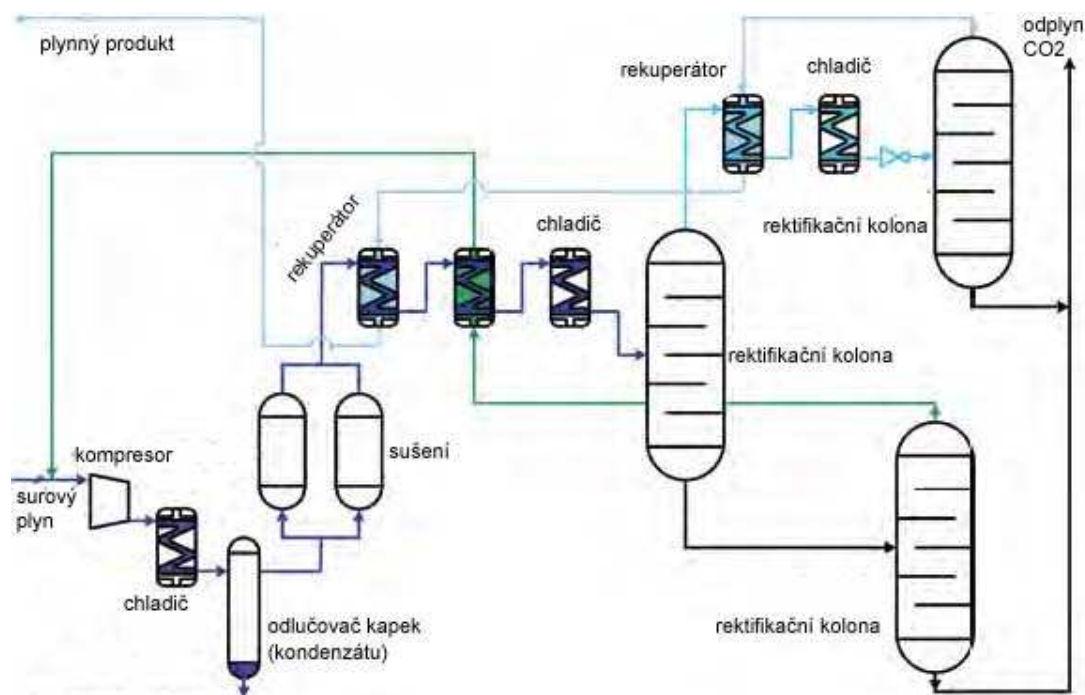 plynný produkt
rekuperátor
chladič
odplyn
CO2
rekuperátor
chladič
rektifikační kolona
rektifikační kolona
kompresor
sušení
surový
plyn
chladič
odlučovač kapek
(kondenzátu)
rektifikační kolona